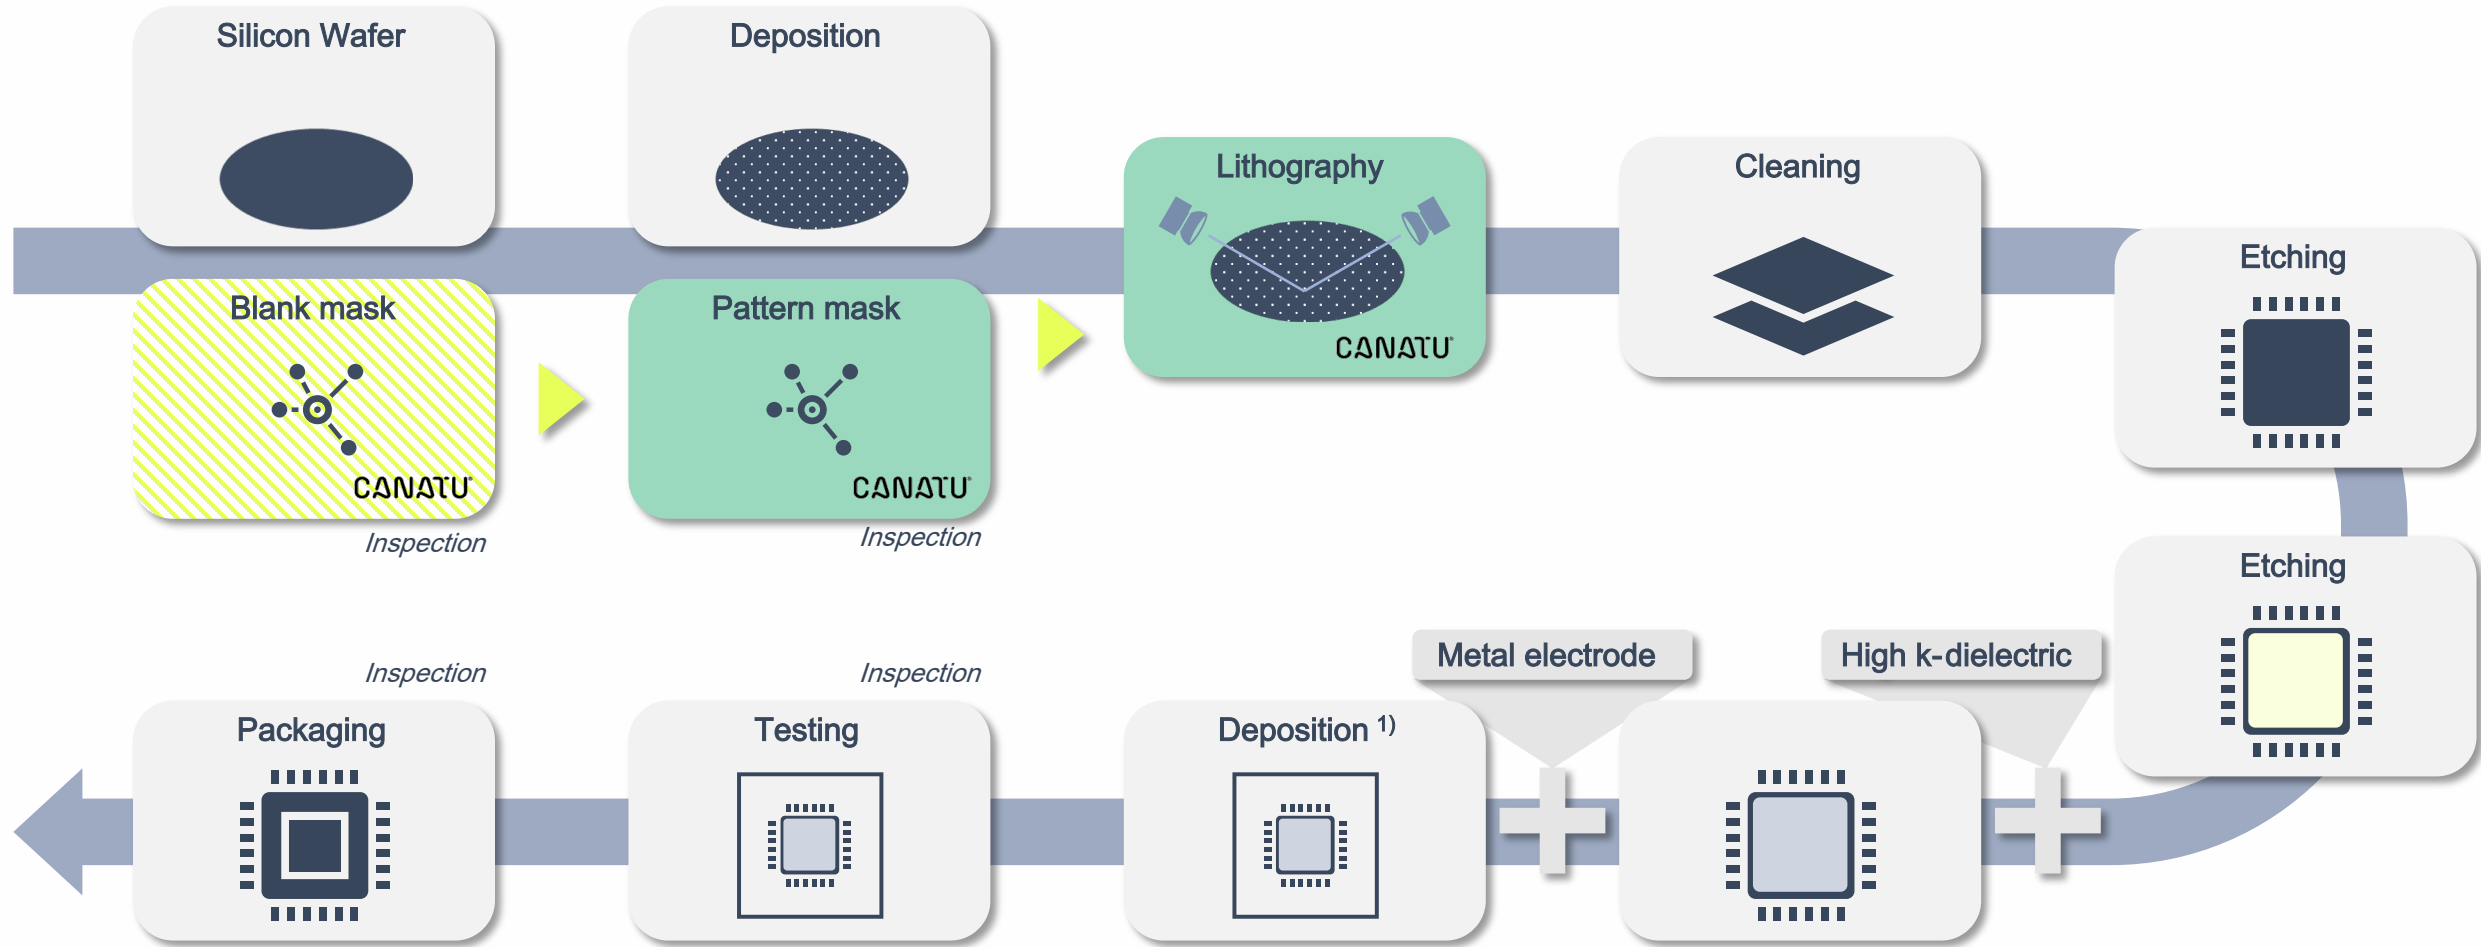 Silicon Wafer
Deposition
Blank mask
CANATU
Inspection
Pattern mask
CANATU
Inspection
Lithography
CANATU
Cleaning
Etching
Etching
High k-dielectric
Metal electrode
Deposition 1)
Inspection
Testing
Inspection
Packaging